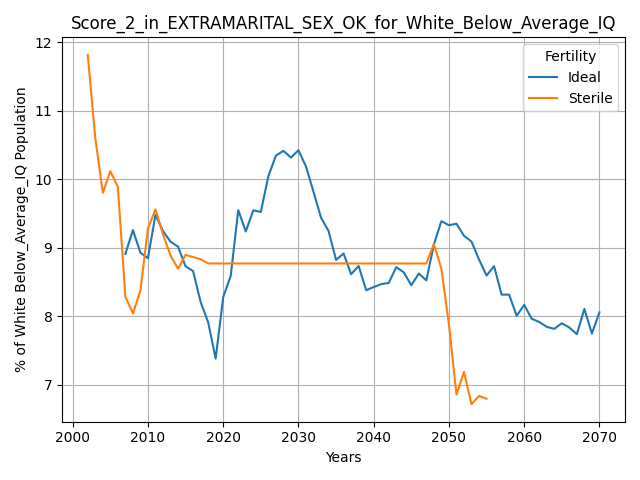 Score_2_in_EXTRAMARITAL_SEX_OK_for_White_Below_Average_IQ
Fertility
Ideal
Sterile
% of White Below_Average_IQ Population
12
11
10
9
8
7
2000 2010 2020 2030 2040 2050 2060 2070
Years